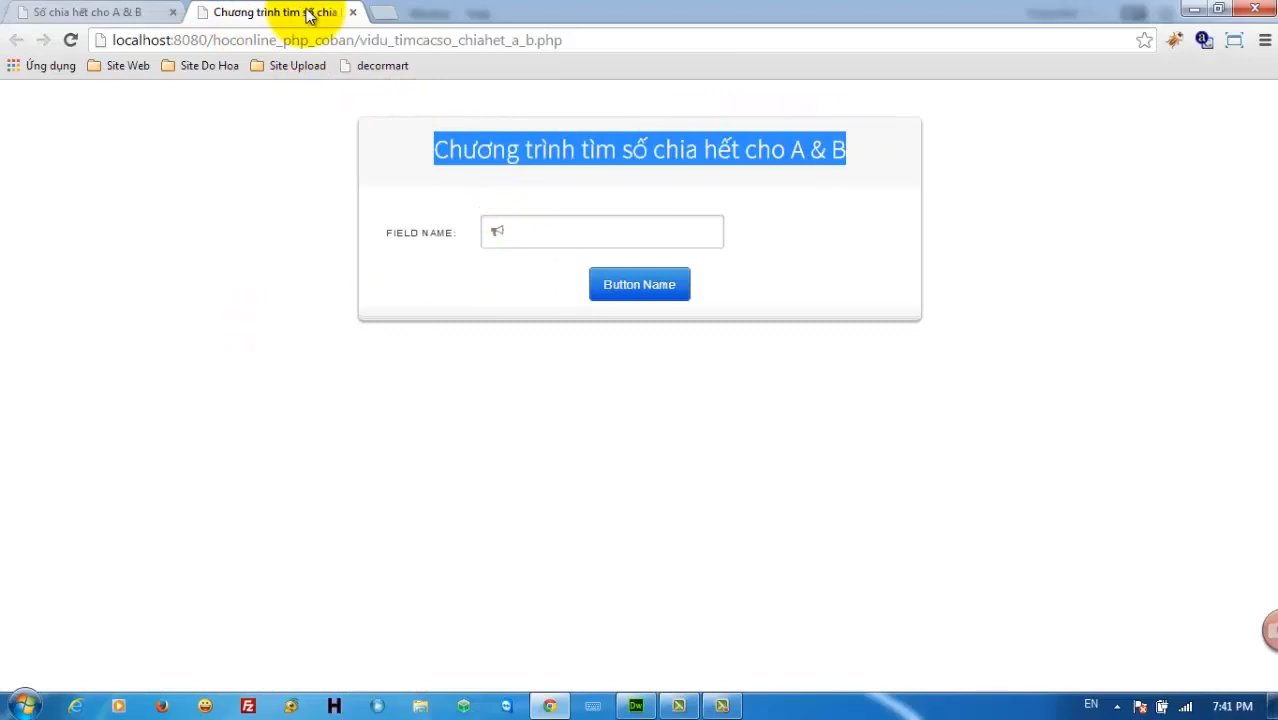 Số chia hết cho A & B
Chương trình tìm số chia
localhost:8080/hoconline_php_coban/vidu_timcacso_chiahet_a_b.php
Ứng dụng Site Web Site Do Hoa Site Upload decormart
Chương trình tìm số chia hết cho A & B
FIELD NAME:
Button Name
EN 7:41 PM